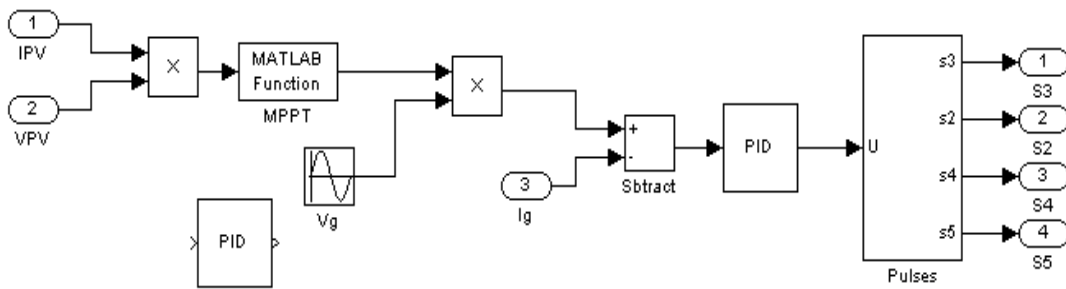 1
IPV
2
VPV
X
MATLAB
Function
MPPT
X
Vg
PID
3
Ig
+
-
Sbtract
PID
U
s3
s2
s4
s5
Pulses
1
S3
2
S2
3
S4
4
S5